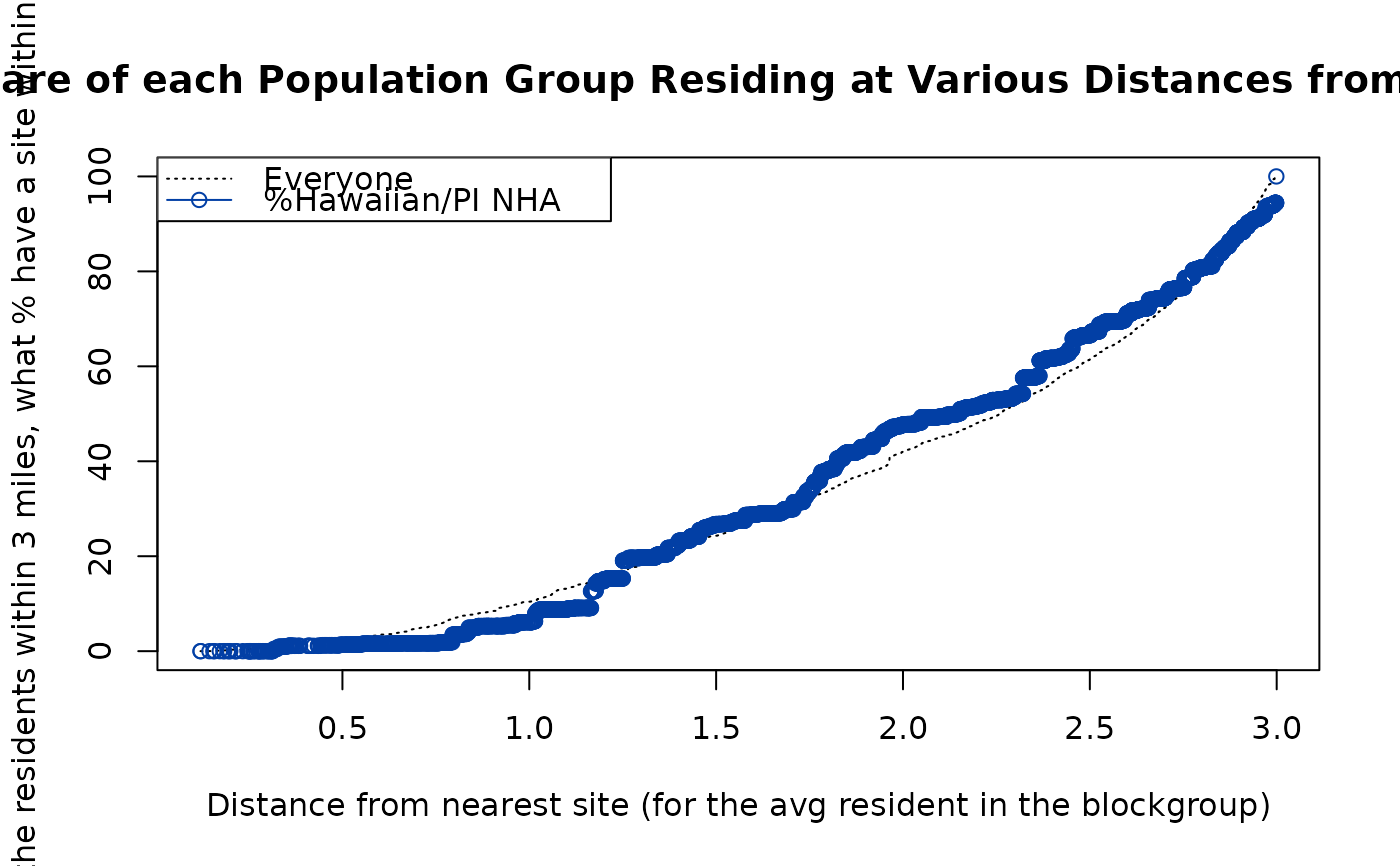 are of each Population Group Residing at Various Distances from
he residents within 3 miles, what % have a site within
Everyone
%Hawaiian/PI NHA
100
80
60
40
20
0
0.5 1.0 1.5 2.0 2.5 3.0
Distance from nearest site (for the avg resident in the blockgroup)